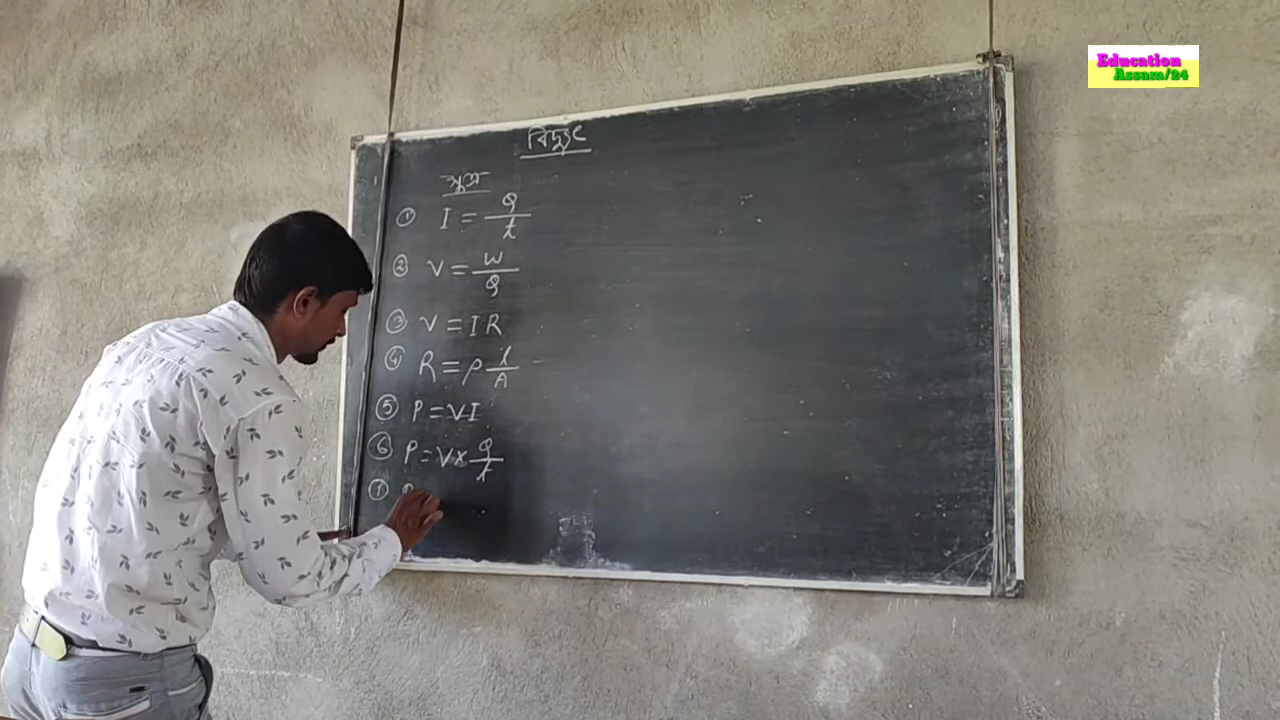 বিদ্যুৎ
সূত্ৰ
① I = Q/t
② V = W/Q
③ V = IR
④ R = ρ l/A
⑤ P = VI
⑥ P = V × Q/t
⑦
Education
Assam/24